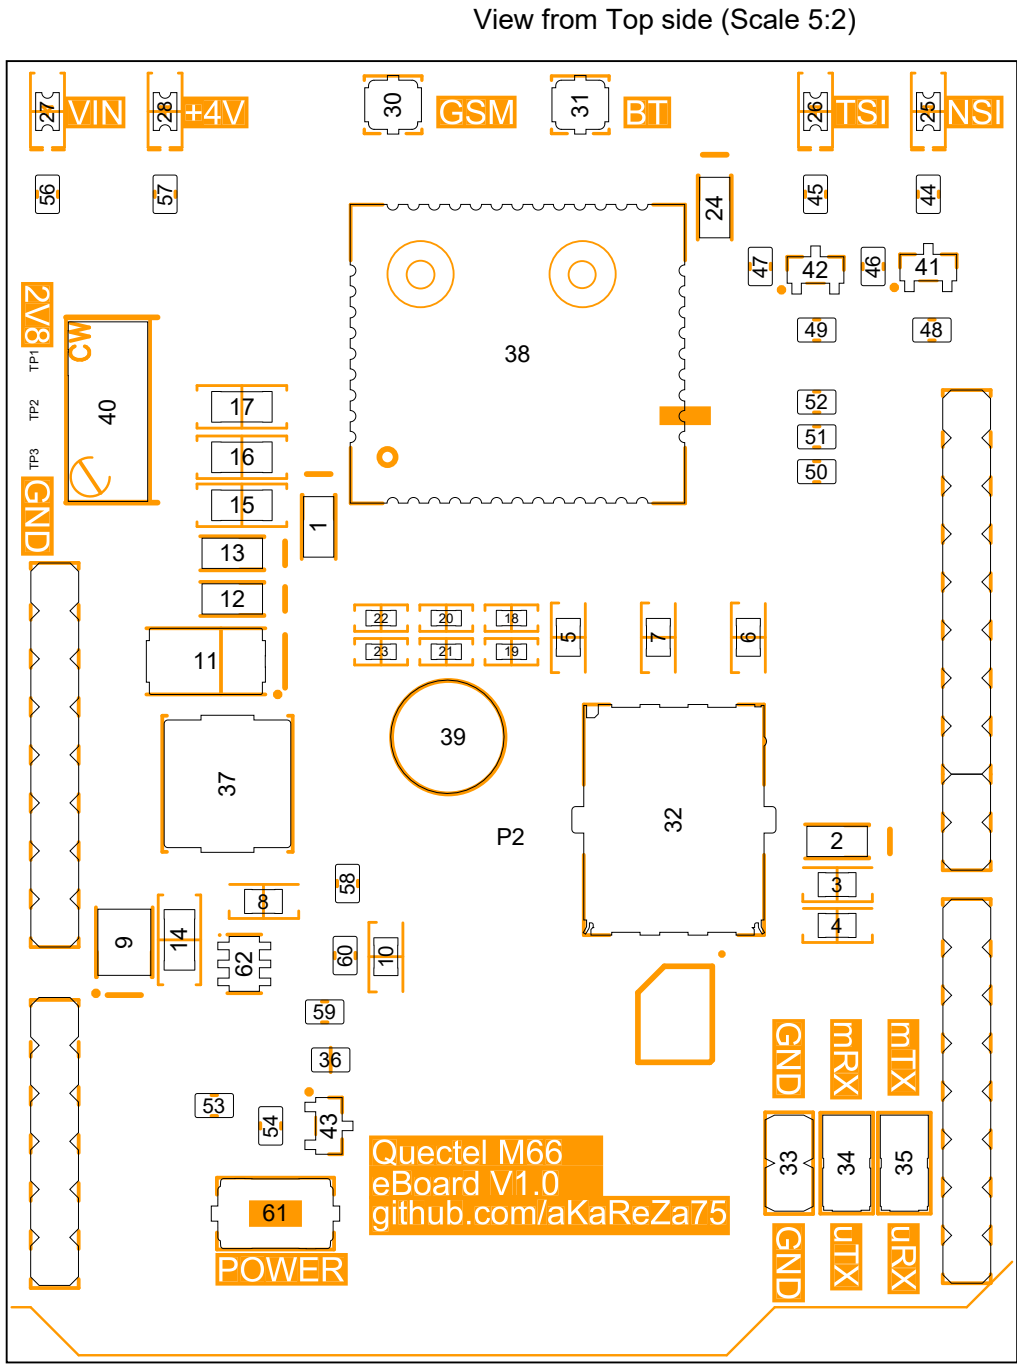 View from Top side (Scale 5:2)
27 VIN 28 +4V 30 GSM 31 BT 26 TSI 25 NSI
56 57 24 45 44
47 42 46 41
2V8 CW 49 48
TP1 38
TP2 40 17 52
16 51
TP3 15 50
GND 1
13
12
22 20 18 5 7 6
23 21 19
11
39
37 32
P2 2
58 3
8 4
9 14 62 60 10
59
36 GND mRX mTX
53 54 43
Quectel M66
eBoard V1.0
github.com/aKaReZa75
33 34 35
61
POWER GND uTX uRX